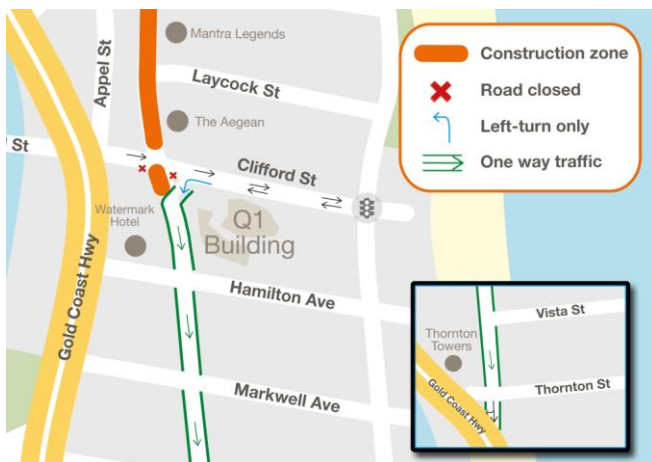 Mantra Legends
Appel St
Laycock St
The Aegean
St
Clifford St
Watermark
Hotel
Q1
Building
Gold Coast Hwy
Hamilton Ave
Markwell Ave
Construction zone
Road closed
Left-turn only
One way traffic
Vista St
Thornton
Towers
Gold Coast Hwy
Thornton St